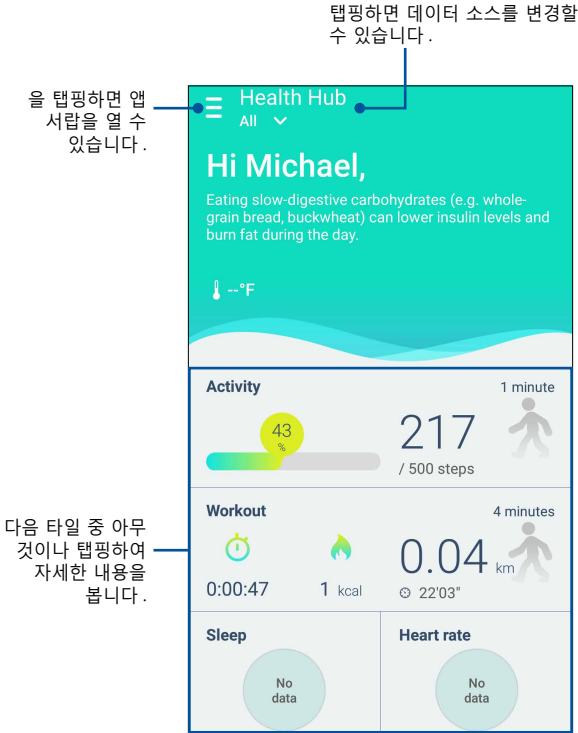 탭핑하면 데이터 소스를 변경할
수 있습니다.
을 탭핑하면 앱
서랍을 열 수
있습니다.
Health Hub
All
Hi Michael,
Eating slow-digestive carbohydrates (e.g. whole-
grain bread, buckwheat) can lower insulin levels and
burn fat during the day.
--°F
Activity
1 minute
43
%
217
/ 500 steps
다음 타일 중 아무
것이나 탭핑하여
자세한 내용을
봅니다.
Workout
4 minutes
0:00:47
1 kcal
0.04 km
22'03"
Sleep
No
data
Heart rate
No
data